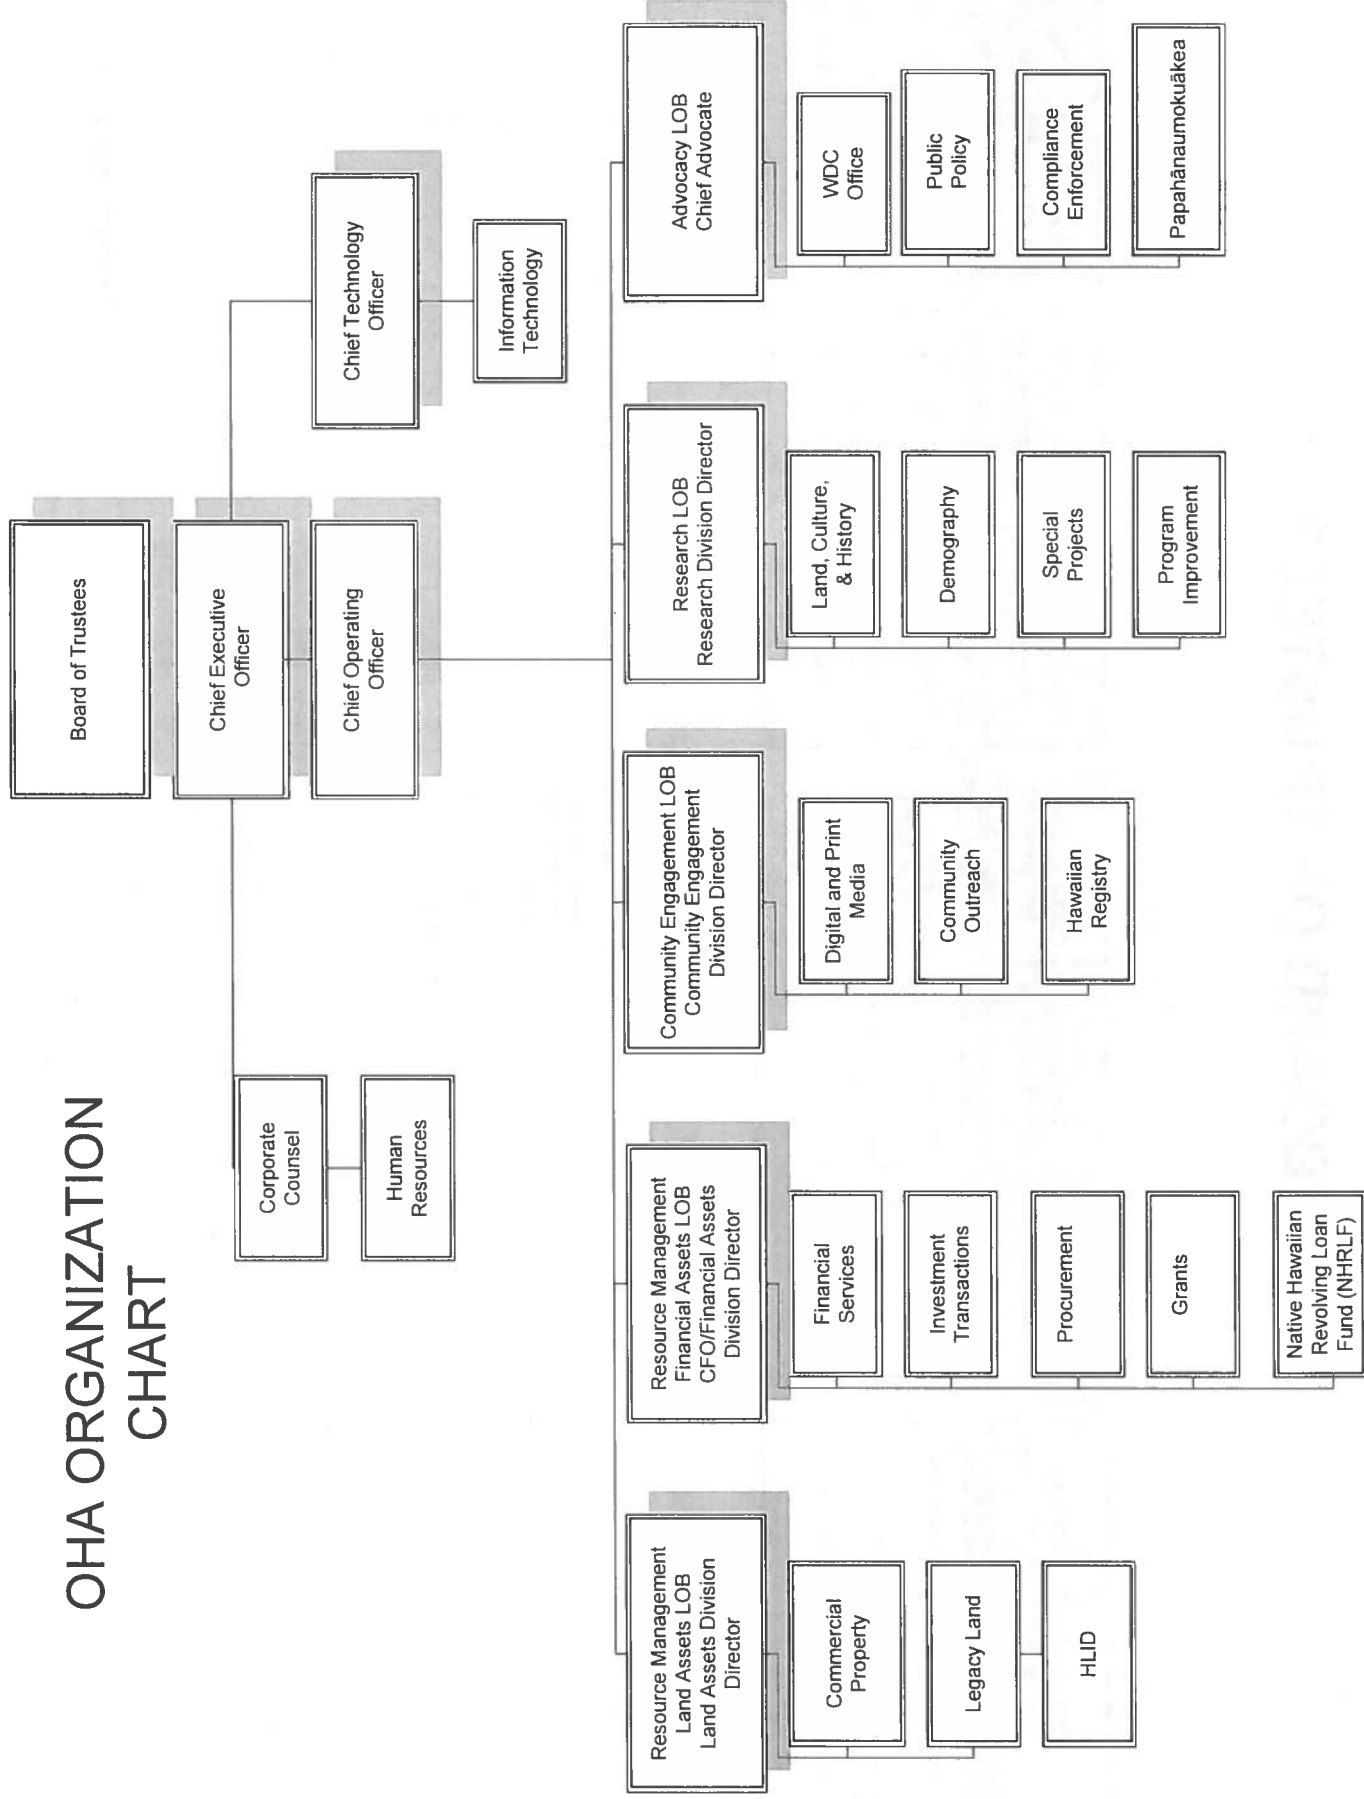 OHA ORGANIZATION
CHART
Board of Trustees
Chief Executive
Officer
Chief Operating
Officer
Corporate
Counsel
Human
Resources
Chief Technology
Officer
Information
Technology
Resource Management
Land Assets LOB
Land Assets Division
Director
Commercial
Property
Legacy Land
HLID
Resource Management
Financial Assets LOB
CFO/Financial Assets
Division Director
Financial
Services
Investment
Transactions
Procurement
Grants
Native Hawaiian
Revolving Loan
Fund (NHRLF)
Community Engagement LOB
Community Engagement
Division Director
Digital and Print
Media
Community
Outreach
Hawaiian
Registry
Research LOB
Research Division Director
Land, Culture,
& History
Demography
Special
Projects
Program
Improvement
Advocacy LOB
Chief Advocate
WDC
Office
Public
Policy
Compliance
Enforcement
Papahānaumokuākea